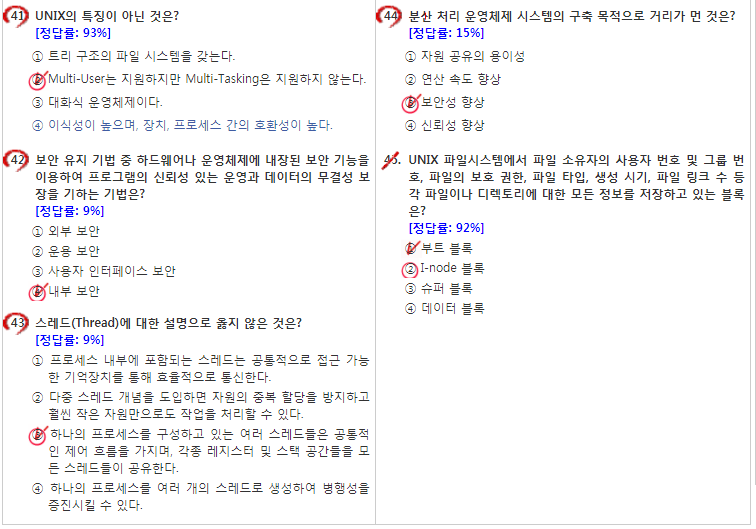 41. UNIX의 특징이 아닌 것은?
[정답률: 93%]
① 트리 구조의 파일 시스템을 갖는다.
② Multi-User는 지원하지만 Multi-Tasking은 지원하지 않는다.
③ 대화식 운영체제이다.
④ 이식성이 높으며, 장치, 프로세스 간의 호환성이 높다.
42. 보안 유지 기법 중 하드웨어나 운영체제에 내장된 보안 기능을
이용하여 프로그램의 신뢰성 있는 운영과 데이터의 무결성 보
장을 기하는 기법은?
[정답률: 9%]
① 외부 보안
② 운용 보안
③ 사용자 인터페이스 보안
④ 내부 보안
43. 스레드(Thread)에 대한 설명으로 옳지 않은 것은?
[정답률: 9%]
① 프로세스 내부에 포함되는 스레드는 공통적으로 접근 가능
한 기억장치를 통해 효율적으로 통신한다.
② 다중 스레드 개념을 도입하면 자원의 중복 할당을 방지하고
훨씬 작은 자원만으로도 작업을 처리할 수 있다.
③ 하나의 프로세스를 구성하고 있는 여러 스레드들은 공통적
인 제어 흐름을 가지며, 각종 레지스터 및 스택 공간들을 모
든 스레드들이 공유한다.
④ 하나의 프로세스를 여러 개의 스레드로 생성하여 병행성을
증진시킬 수 있다.
44. 분산 처리 운영체제 시스템의 구축 목적으로 거리가 먼 것은?
[정답률: 15%]
① 자원 공유의 용이성
② 연산 속도 향상
③ 보안성 향상
④ 신뢰성 향상
45. UNIX 파일시스템에서 파일 소유자의 사용자 번호 및 그룹 번
호, 파일의 보호 권한, 파일 타입, 생성 시기, 파일 링크 수 등
각 파일이나 디렉토리에 대한 모든 정보를 저장하고 있는 블록
은?
[정답률: 92%]
① 부트 블록
② I-node 블록
③ 슈퍼 블록
④ 데이터 블록